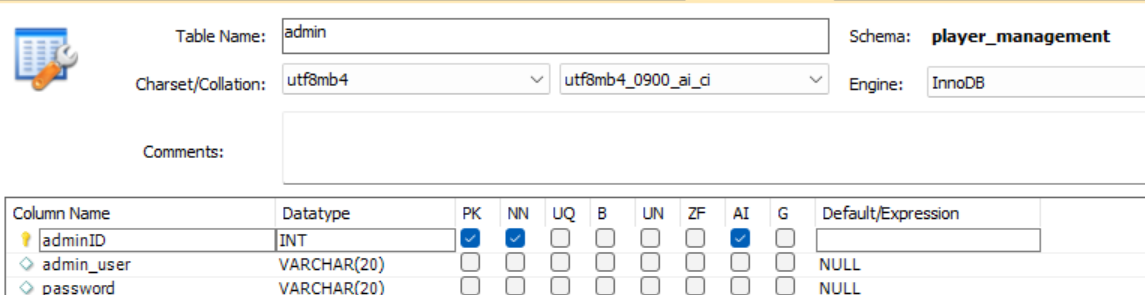 Table Name: admin Schema: player_management
Charset/Collation: utf8mb4 utf8mb4_0900_ai_ci Engine: InnoDB
Comments:
Column Name Datatype PK NN UQ B UN ZF AI G Default/Expression
adminID INT
admin_user VARCHAR(20) NULL
password VARCHAR(20) NULL